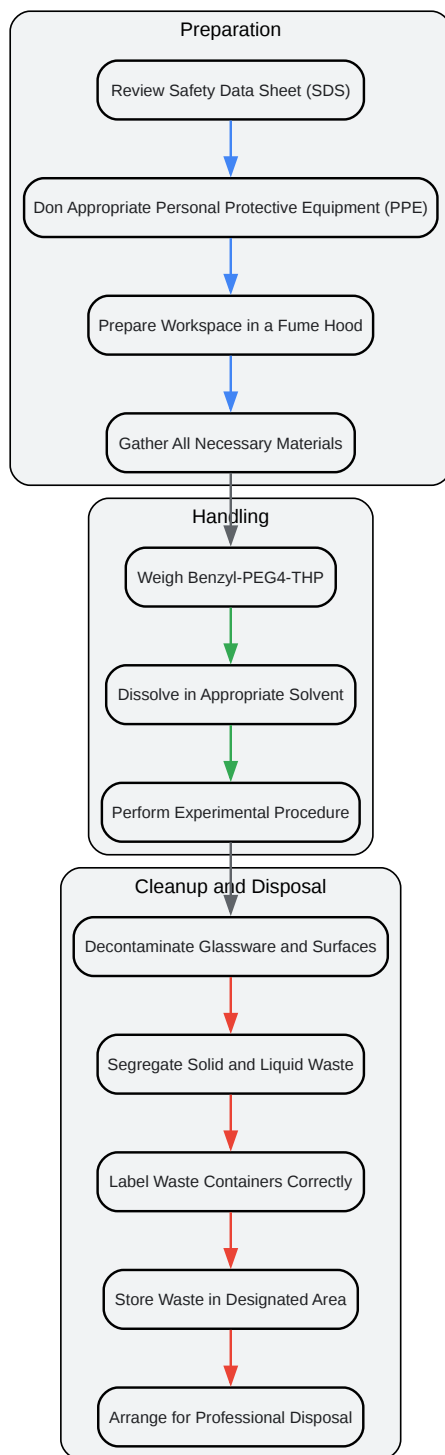 Preparation
Review Safety Data Sheet (SDS)
Don Appropriate Personal Protective Equipment (PPE)
Prepare Workspace in a Fume Hood
Gather All Necessary Materials
Handling
Weigh Benzyl-PEG4-THP
Dissolve in Appropriate Solvent
Perform Experimental Procedure
Cleanup and Disposal
Decontaminate Glassware and Surfaces
Segregate Solid and Liquid Waste
Label Waste Containers Correctly
Store Waste in Designated Area
Arrange for Professional Disposal